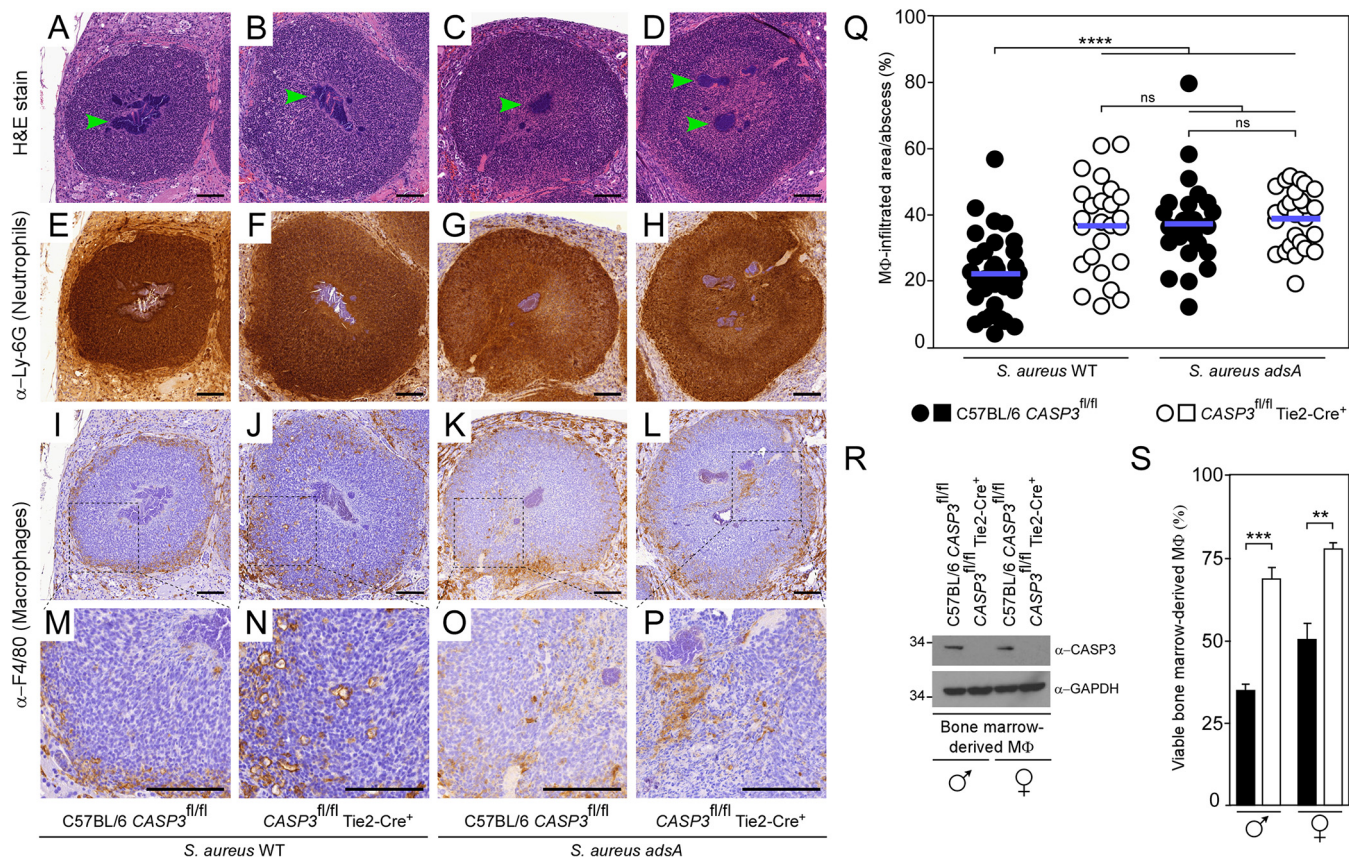 A
B
C
D
H&E stain
E
F
G
H
α–Ly-6G (Neutrophils)
I
J
K
L
α–F4/80 (Macrophages)
M
N
O
P
C57BL/6 CASP3fl/fl
CASP3fl/fl Tie2-Cre+
C57BL/6 CASP3fl/fl
CASP3fl/fl Tie2-Cre+
S. aureus WT
S. aureus adsA
Q
MΦ-infiltrated area/abscess (%)
100
80
60
40
20
0
****
ns
ns
S. aureus WT
S. aureus adsA
C57BL/6 CASP3fl/fl
CASP3fl/fl Tie2-Cre+
R
C57BL/6 CASP3fl/fl
CASP3fl/fl Tie2-Cre+
C57BL/6 CASP3fl/fl
CASP3fl/fl Tie2-Cre+
34
α–CASP3
34
α–GAPDH
Bone marrow-
derived MΦ
♂
♀
S
Viable bone marrow-derived MΦ (%)
100
75
50
25
0
***
**
♂
♀